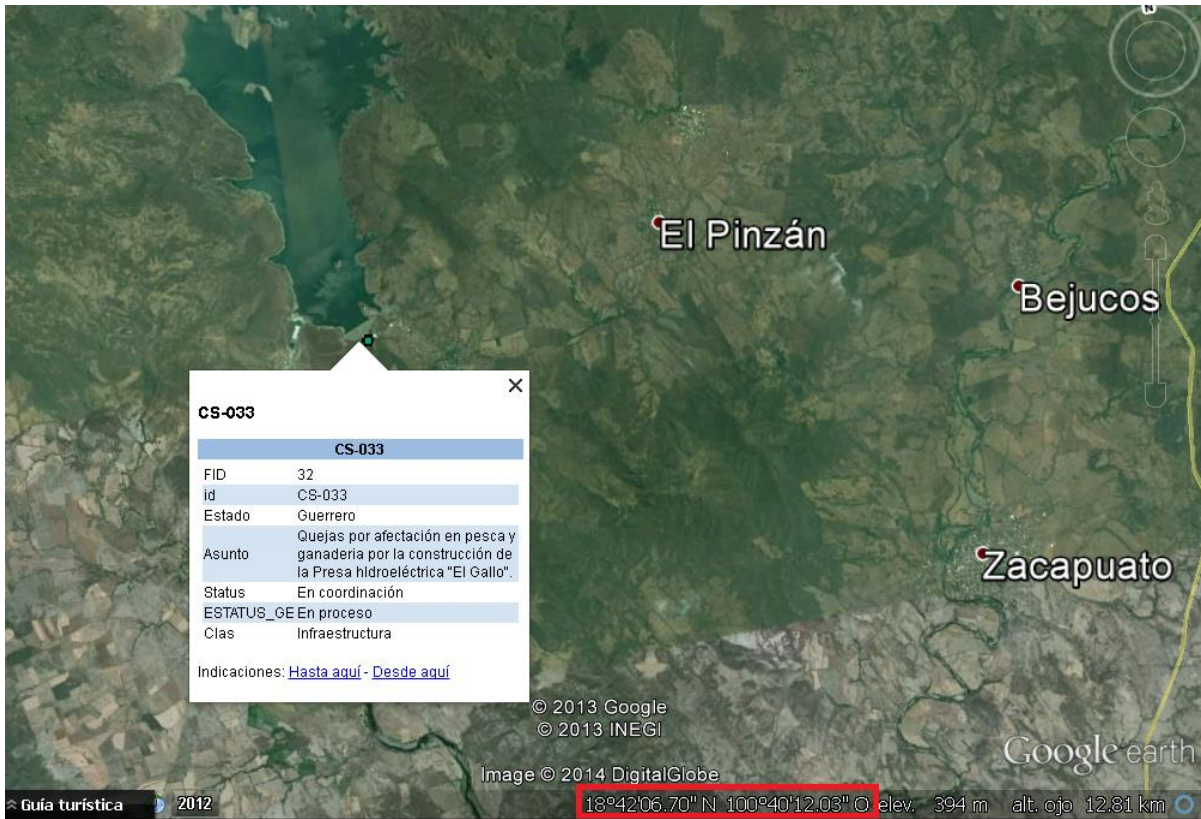 N
El Pinzán
Bejucos
CS-033
CS-033
FID 32
id CS-033
Estado Guerrero
Asunto Quejas por afectación en pesca y
ganaderia por la construcción de
la Presa hidroeléctrica "El Gallo".
Status En coordinación
ESTATUS_GE En proceso
Clas Infraestructura
Indicaciones: Hasta aquí - Desde aquí
Zacapuato
© 2013 Google
© 2013 INEGI
Image © 2014 DigitalGlobe
Google earth
Guía turística 2012 18°42'06.70" N 100°40'12.03" O elev. 394 m alt. ojo 12.81 km